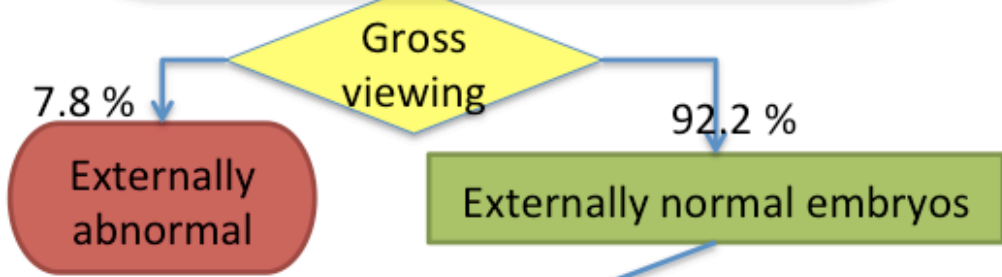 Gross
viewing
7.8 %
92.2 %
Externally
abnormal
Externally normal embryos